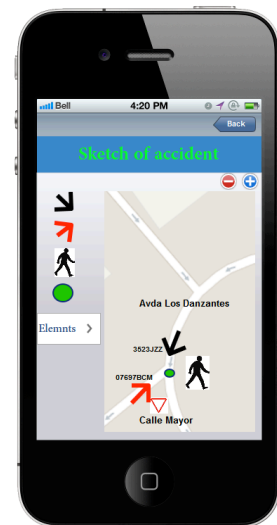 Bell 4:20 PM
Back
Sketch of accident
Elemnts >
Avda Los Danzantes
3523JZZ
07697BCM
Calle Mayor